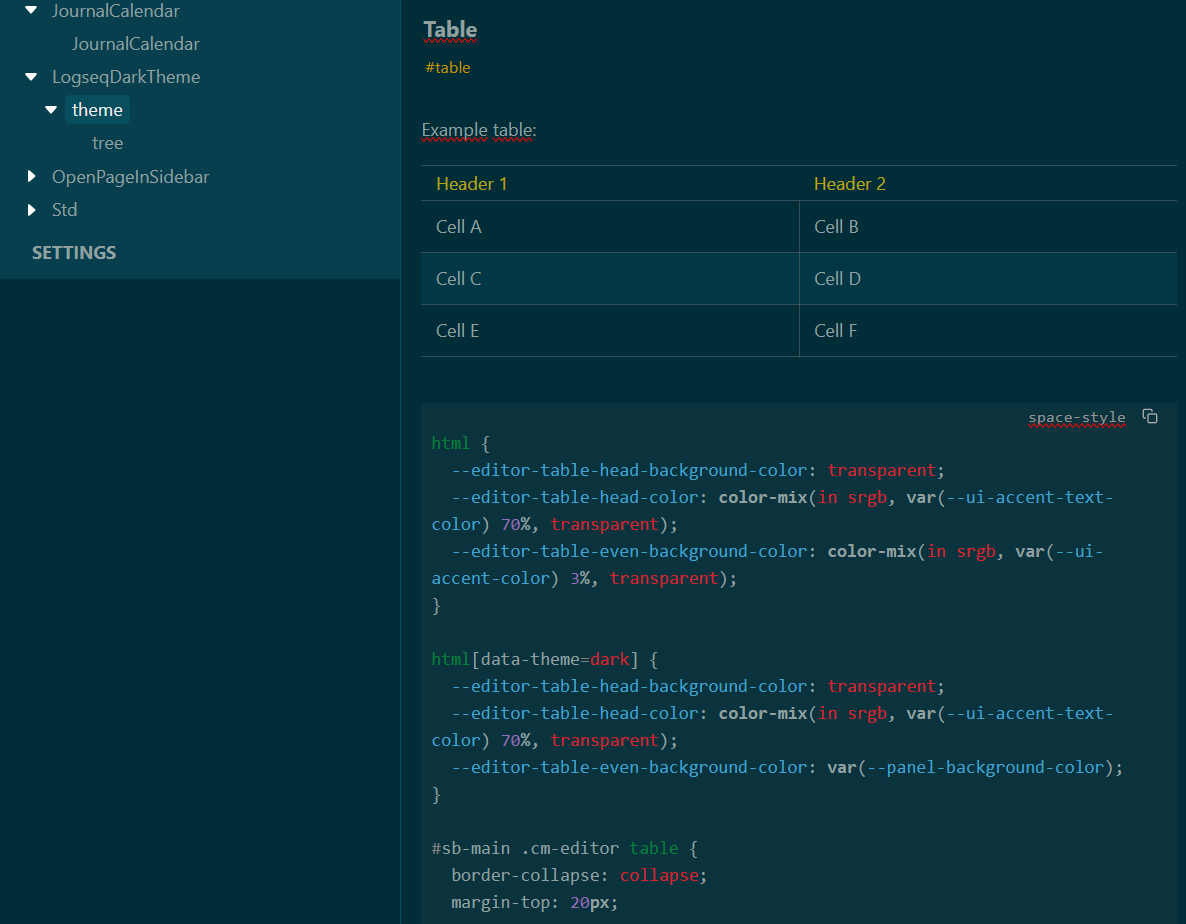 JournalCalendar
JournalCalendar
LogseqDarkTheme
theme
tree
OpenPageInSidebar
Std
SETTINGS
Table
#table
Example table:
Header 1 Header 2
Cell A Cell B
Cell C Cell D
Cell E Cell F
space-style
html {
  --editor-table-head-background-color: transparent;
  --editor-table-head-color: color-mix(in srgb, var(--ui-accent-text-
color) 70%, transparent);
  --editor-table-even-background-color: color-mix(in srgb, var(--ui-
accent-color) 3%, transparent);
}
html[data-theme=dark] {
  --editor-table-head-background-color: transparent;
  --editor-table-head-color: color-mix(in srgb, var(--ui-accent-text-
color) 70%, transparent);
  --editor-table-even-background-color: var(--panel-background-color);
}
#sb-main .cm-editor table {
  border-collapse: collapse;
  margin-top: 20px;